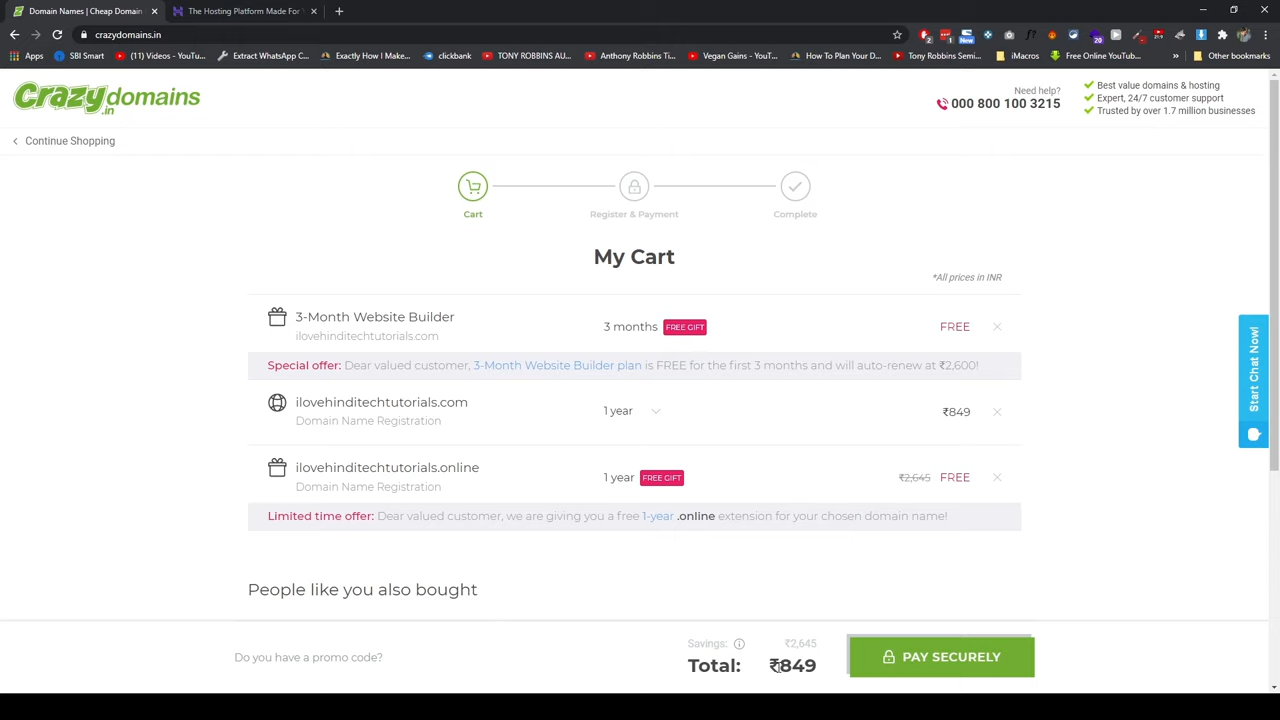 Domain Names | Cheap Domain
The Hosting Platform Made For Y
crazydomains.in
Apps
SBI Smart
(11) Videos - YouTu...
Extract WhatsApp C...
Exactly How I Make...
clickbank
TONY ROBBINS AU...
Anthony Robbins Ti...
Vegan Gains - YouT...
How To Plan Your D...
Tony Robbins Semi...
iMacros
Free Online YouTub...
Other bookmarks
Crazydomains
.in
Need help?
000 800 100 3215
Best value domains & hosting
Expert, 24/7 customer support
Trusted by over 1.7 million businesses
Continue Shopping
Cart
Register & Payment
Complete
My Cart
*All prices in INR
3-Month Website Builder
ilovehinditechtutorials.com
3 months FREE GIFT
FREE
Special offer: Dear valued customer, 3-Month Website Builder plan is FREE for the first 3 months and will auto-renew at ₹2,600!
ilovehinditechtutorials.com
Domain Name Registration
1 year
₹849
ilovehinditechtutorials.online
Domain Name Registration
1 year FREE GIFT
₹2,645 FREE
Limited time offer: Dear valued customer, we are giving you a free 1-year .online extension for your chosen domain name!
People like you also bought
Do you have a promo code?
Savings: ₹2,645
Total: ₹849
PAY SECURELY
Start Chat Now!